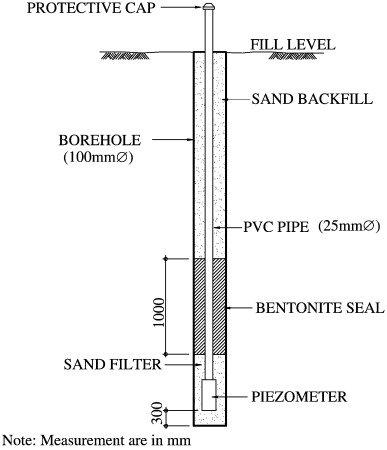 PROTECTIVE CAP
FILL LEVEL
SAND BACKFILL
BOREHOLE
(100mm∅)
PVC PIPE (25mm∅)
1000
BENTONITE SEAL
SAND FILTER
PIEZOMETER
300
Note: Measurement are in mm